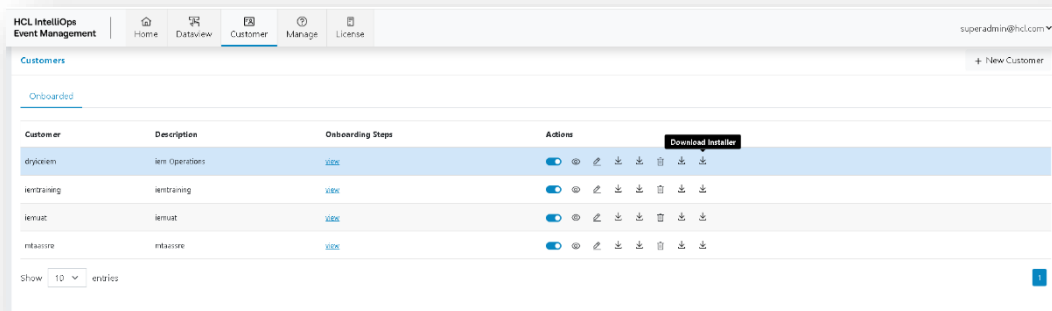 HCL IntelliOps
Event Management
Home
Dataview
Customer
Manage
License
superadmin@hcl.com
Customers
+ New Customer
Onboarded
Customer Description Onboarding Steps Actions
Download Installer
dryiceiem iem Operations view
iemtraining iemtraining view
iemuat iemuat view
mtaassre mtaassre view
Show 10 entries
1